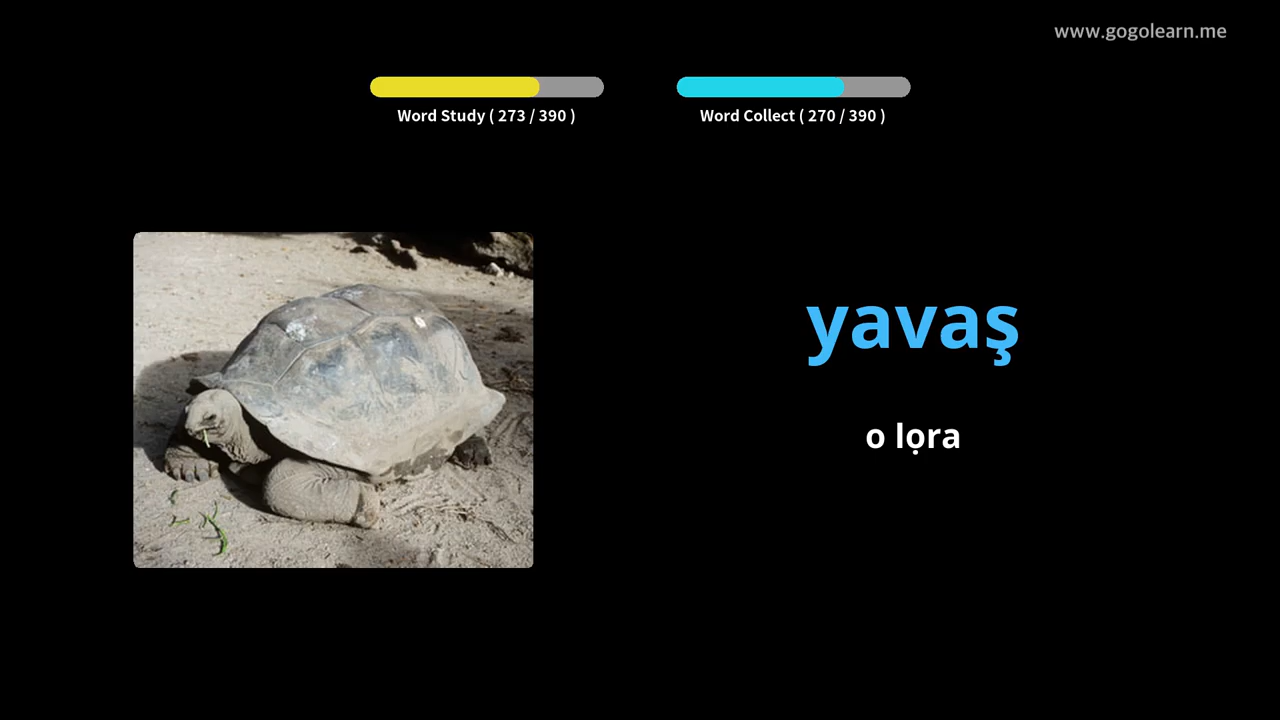 www.gogolearn.me
Word Study ( 273 / 390 )
Word Collect ( 270 / 390 )
yavaş
o lọra